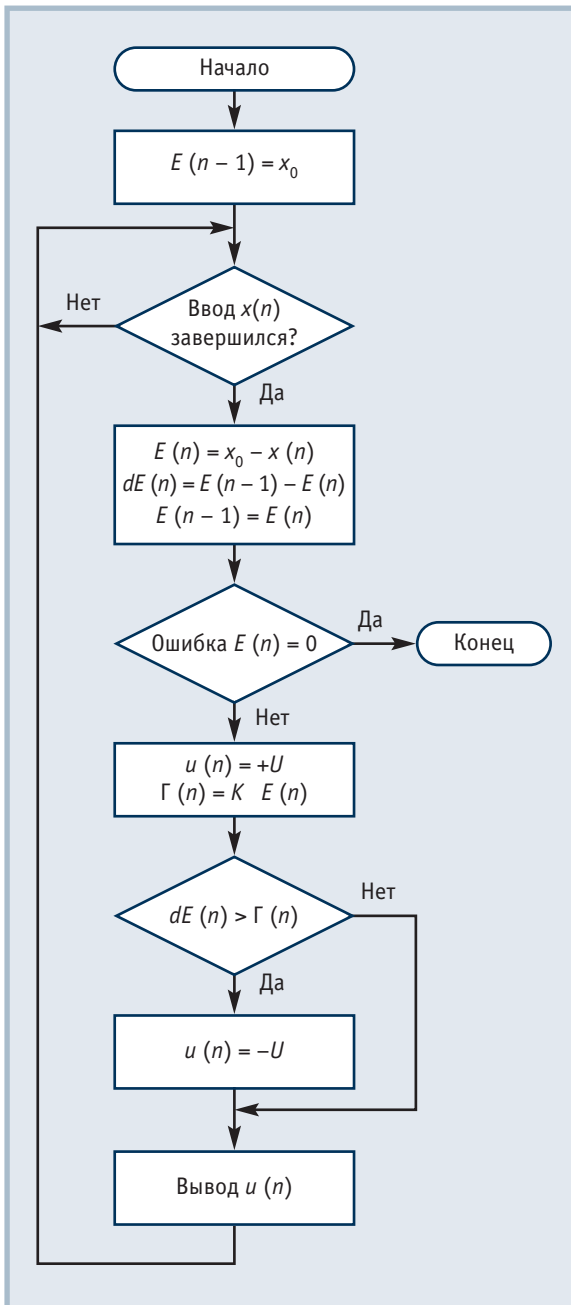 Начало
E (n – 1) = x₀
Нет
Ввод x(n)
завершился?
Да
E (n) = x₀ – x (n)
dE (n) = E (n – 1) – E (n)
E (n – 1) = E (n)
Ошибка E (n) = 0
Да
Конец
Нет
u (n) = +U
Г (n) = K E (n)
dE (n) > Г (n)
Нет
Да
u (n) = –U
Вывод u (n)